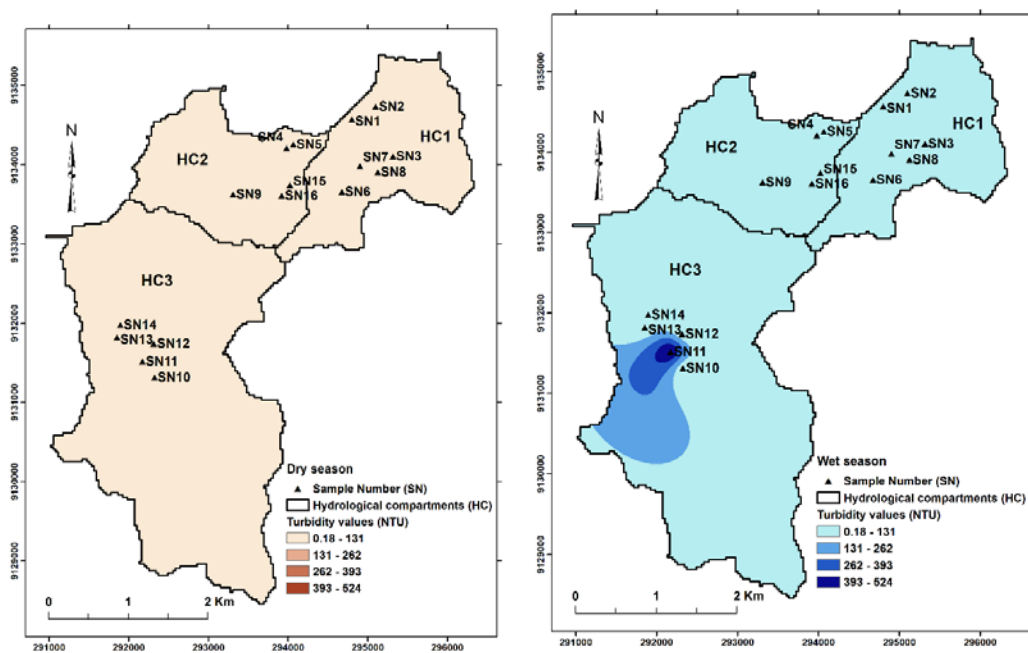 N
HC1
HC2
HC3
SN2
SN1
SN4
SN5
SN7
SN3
SN8
SN15
SN6
SN9
SN16
SN14
SN13
SN12
SN11
SN10
Dry season
Sample Number (SN)
Hydrological compartments (HC)
Turbidity values (NTU)
0.18 - 131
131 - 262
262 - 393
393 - 524
0 1 2 Km
9135000
9134000
9133000
9132000
9131000
9130000
9129000
291000 292000 293000 294000 295000 296000
N
HC1
HC2
HC3
SN2
SN1
SN4
SN5
SN7
SN3
SN8
SN15
SN6
SN9
SN16
SN14
SN13
SN12
SN11
SN10
Wet season
Sample Number (SN)
Hydrological compartments (HC)
Turbidity values (NTU)
0.18 - 131
131 - 262
262 - 393
393 - 524
0 1 2 Km
9135000
9134000
9133000
9132000
9131000
9130000
9129000
291000 292000 293000 294000 295000 296000